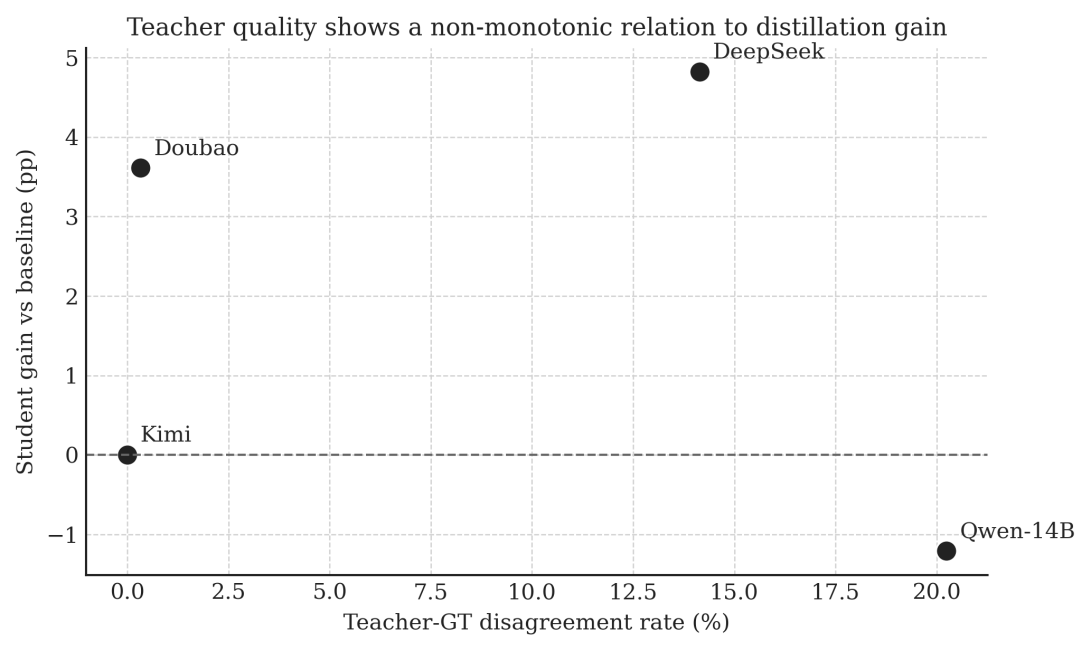 Teacher quality shows a non-monotonic relation to distillation gain
5
DeepSeek
4
Doubao
3
2
1
Kimi
0
−1
Qwen-14B
Student gain vs baseline (pp)
0.0 2.5 5.0 7.5 10.0 12.5 15.0 17.5 20.0
Teacher-GT disagreement rate (%)